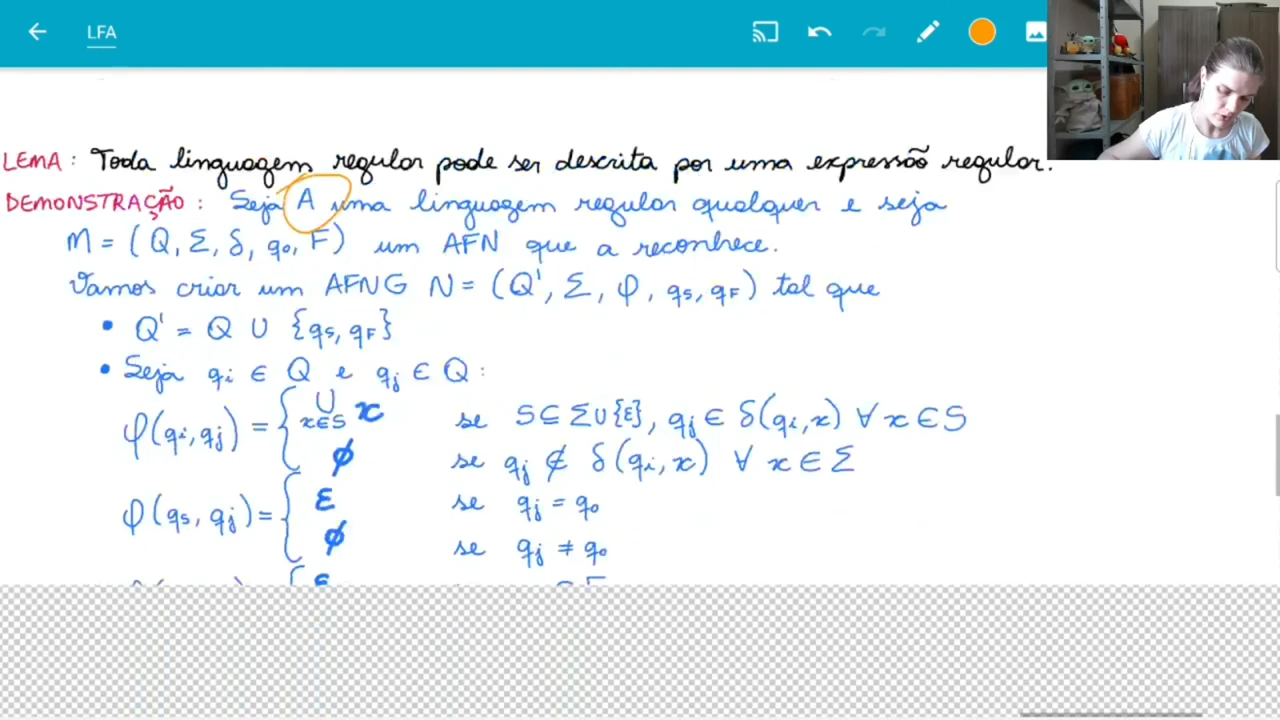 LFA
LEMA: Toda linguagem regular pode ser descrita por uma expressão regular.
DEMONSTRAÇÃO: Seja A uma linguagem regular qualquer e seja
M = (Q, Σ, δ, q0, F) um AFN que a reconhece.
Vamos criar um AFNG N = (Q', Σ, φ, qs, qF) tal que
• Q' = Q ∪ {qs, qF}
• Seja qi ∈ Q e qj ∈ Q:
φ(qi, qj) = { ∪ x∈S x se S ⊆ Σ∪{ε}, qj ∈ δ(qi, x) ∀ x ∈ S
∅ se qj ∉ δ(qi, x) ∀ x ∈ Σ
φ(qs, qj) = { ε se qj = q0
∅ se qj ≠ q0